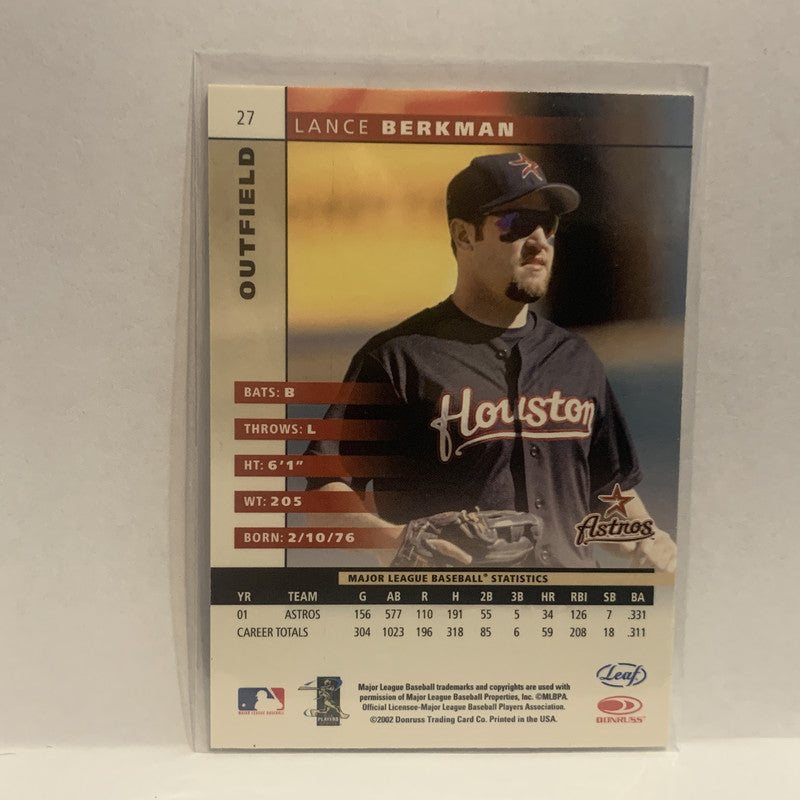 27
LANCE BERKMAN
OUTFIELD
Houston
BATS: B
THROWS: L
HT: 6'1"
WT: 205
BORN: 2/10/76
Astros
MAJOR LEAGUE BASEBALL® STATISTICS
YR TEAM G AB R H 2B 3B HR RBI SB BA
01 ASTROS 156 577 110 191 55 5 34 126 7 .331
CAREER TOTALS 304 1023 196 318 85 6 59 208 18 .311
Leaf
Major League Baseball trademarks and copyrights are used with
permission of Major League Baseball Properties, Inc. ©MLBPA.
Official Licensee-Major League Baseball Players Association.
©2002 Donruss Trading Card Co. Printed in the USA.
MAJOR LEAGUE BASEBALL
PLAYERS
DONRUSS